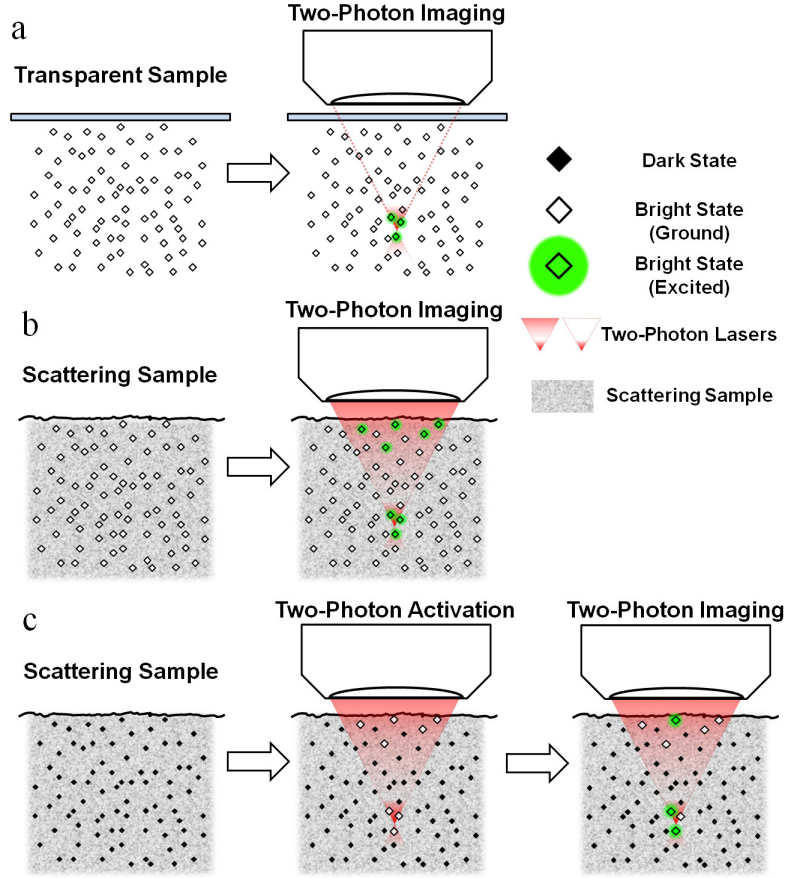 a
Two-Photon Imaging
Transparent Sample
Dark State
Bright State
(Ground)
Bright State
(Excited)
Two-Photon Lasers
Scattering Sample
b
Two-Photon Imaging
Scattering Sample
c
Two-Photon Activation
Two-Photon Imaging
Scattering Sample